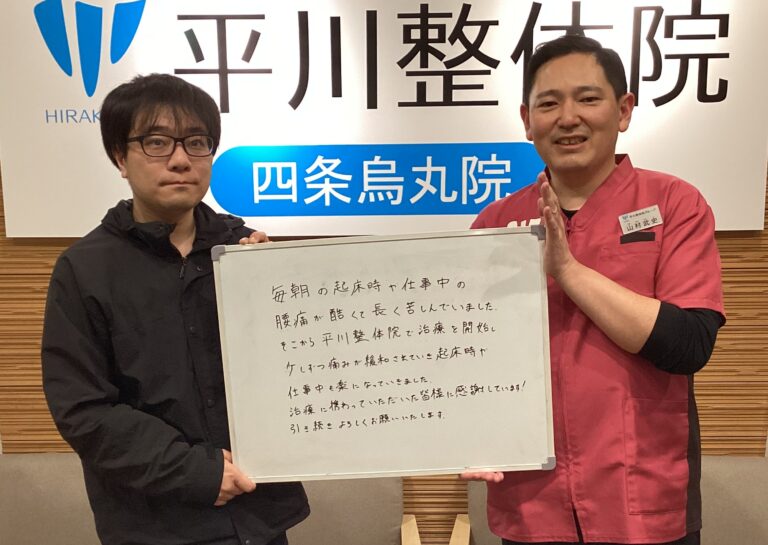 平川整体院
HIRAK
四条烏丸院
山村 武史
毎朝の起床時や仕事中の
腰痛が酷くて長く苦しんでいました。
そこから平川整体院で治療を開始し
少しずつ痛みが緩和されていき起床時や
仕事中も楽になっていきました。
治療に携わっていただいた皆様に感謝しています!
引き続きよろしくお願いいたします。